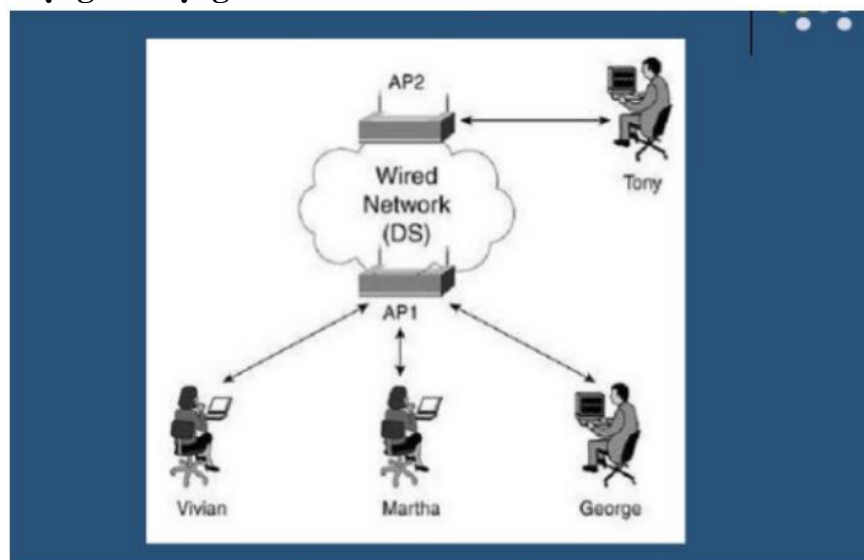 AP2
Tony
Wired
Network
(DS)
AP1
Vivian
Martha
George